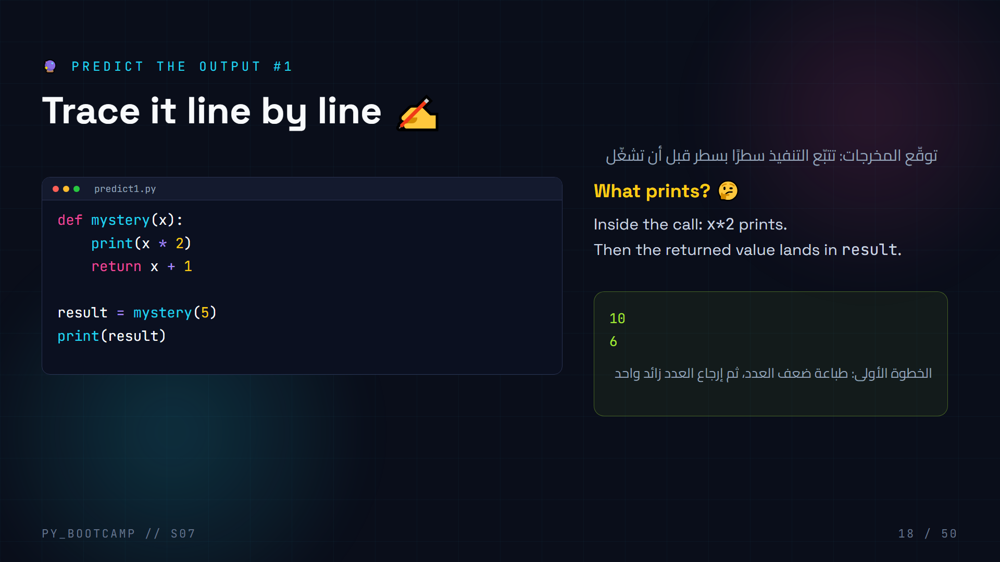 PREDICT THE OUTPUT #1
Trace it line by line
توقّع المخرجات: تتبّع التنفيذ سطرًا بسطر قبل أن تشغّل
predict1.py
def mystery(x):
    print(x * 2)
    return x + 1

result = mystery(5)
print(result)
What prints? 🤔
Inside the call: x*2 prints.
Then the returned value lands in result.
10
6
الخطوة الأولى: طباعة ضعف العدد، ثم إرجاع العدد زائد واحد
PY_BOOTCAMP // S07
18 / 50